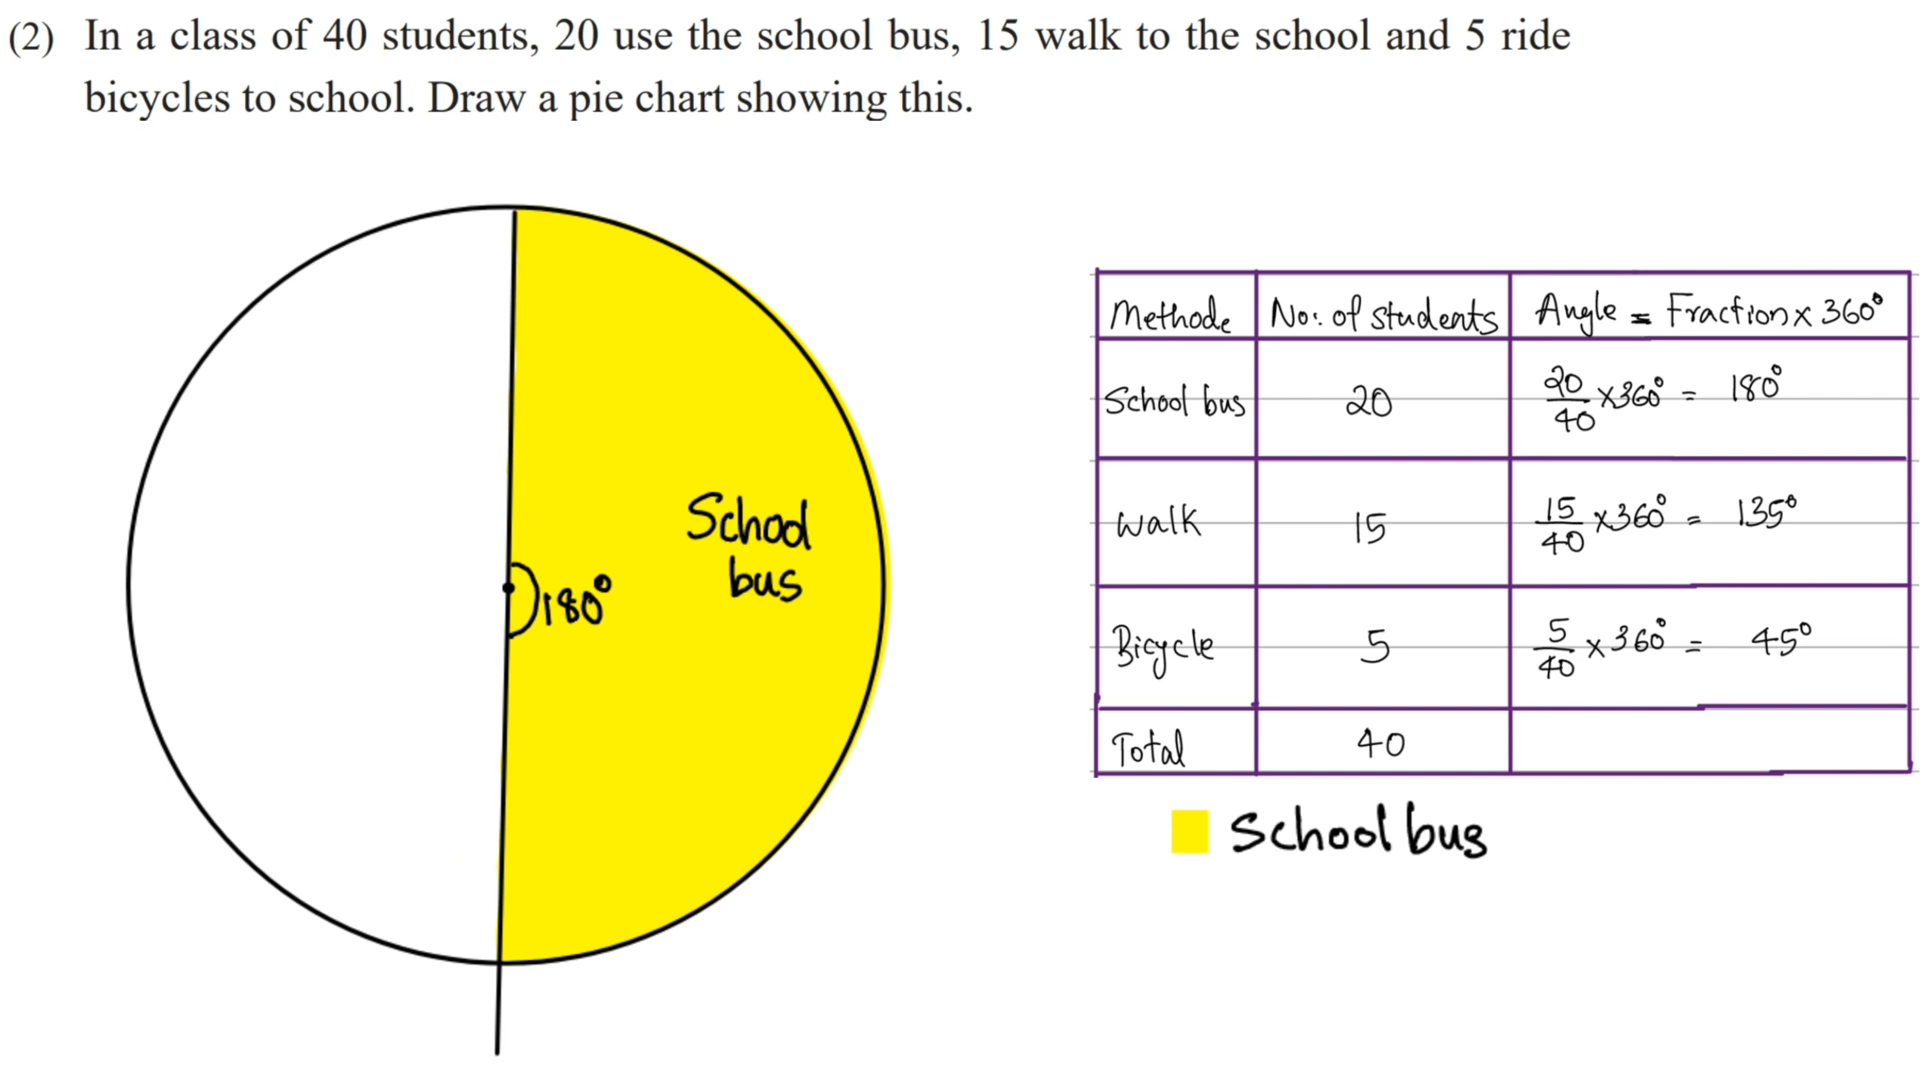 (2) In a class of 40 students, 20 use the school bus, 15 walk to the school and 5 ride
bicycles to school. Draw a pie chart showing this.
School
bus
180°
Methode No: of students Angle = Fraction x 360°
School bus 20 20/40 x 360° = 180°
Walk 15 15/40 x 360° = 135°
Bicycle 5 5/40 x 360° = 45°
Total 40
School bus